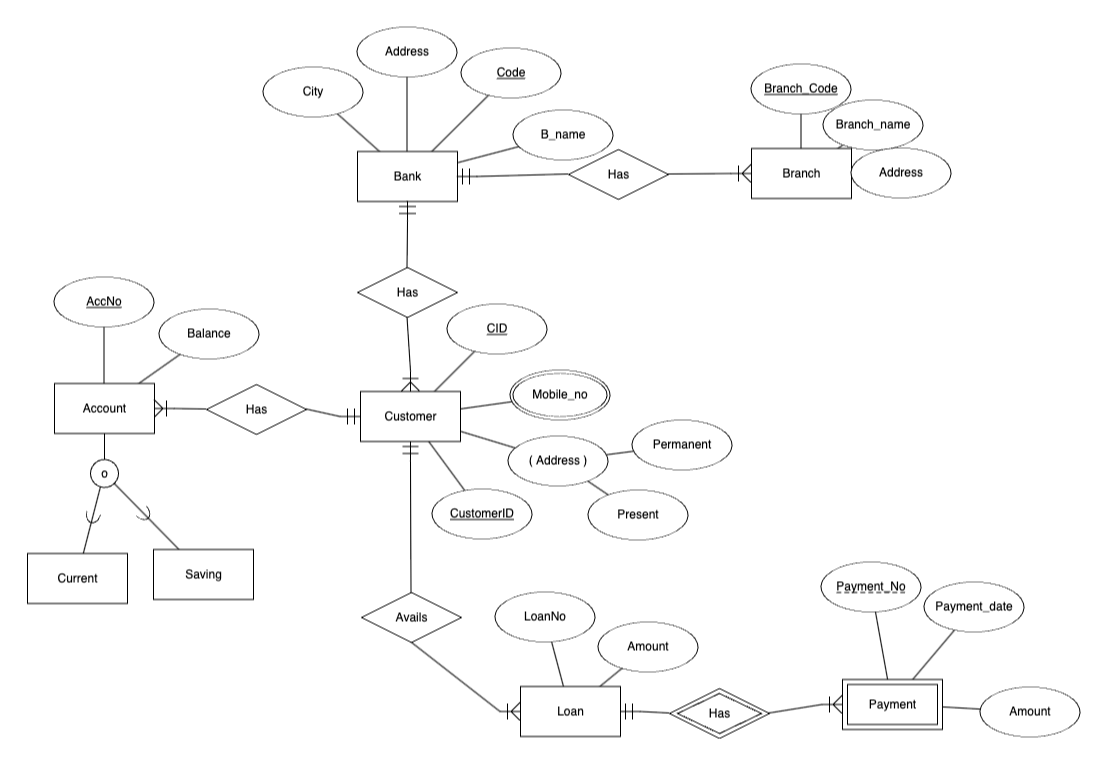 Address
Code
City
Branch_Code
Branch_name
B_name
Bank
Has
Branch
Address
Has
AccNo
CID
Balance
Mobile_no
Account
Has
Customer
Permanent
( Address )
o
CustomerID
Present
Current
Saving
Payment_No
Payment_date
Avails
LoanNo
Amount
Loan
Has
Payment
Amount